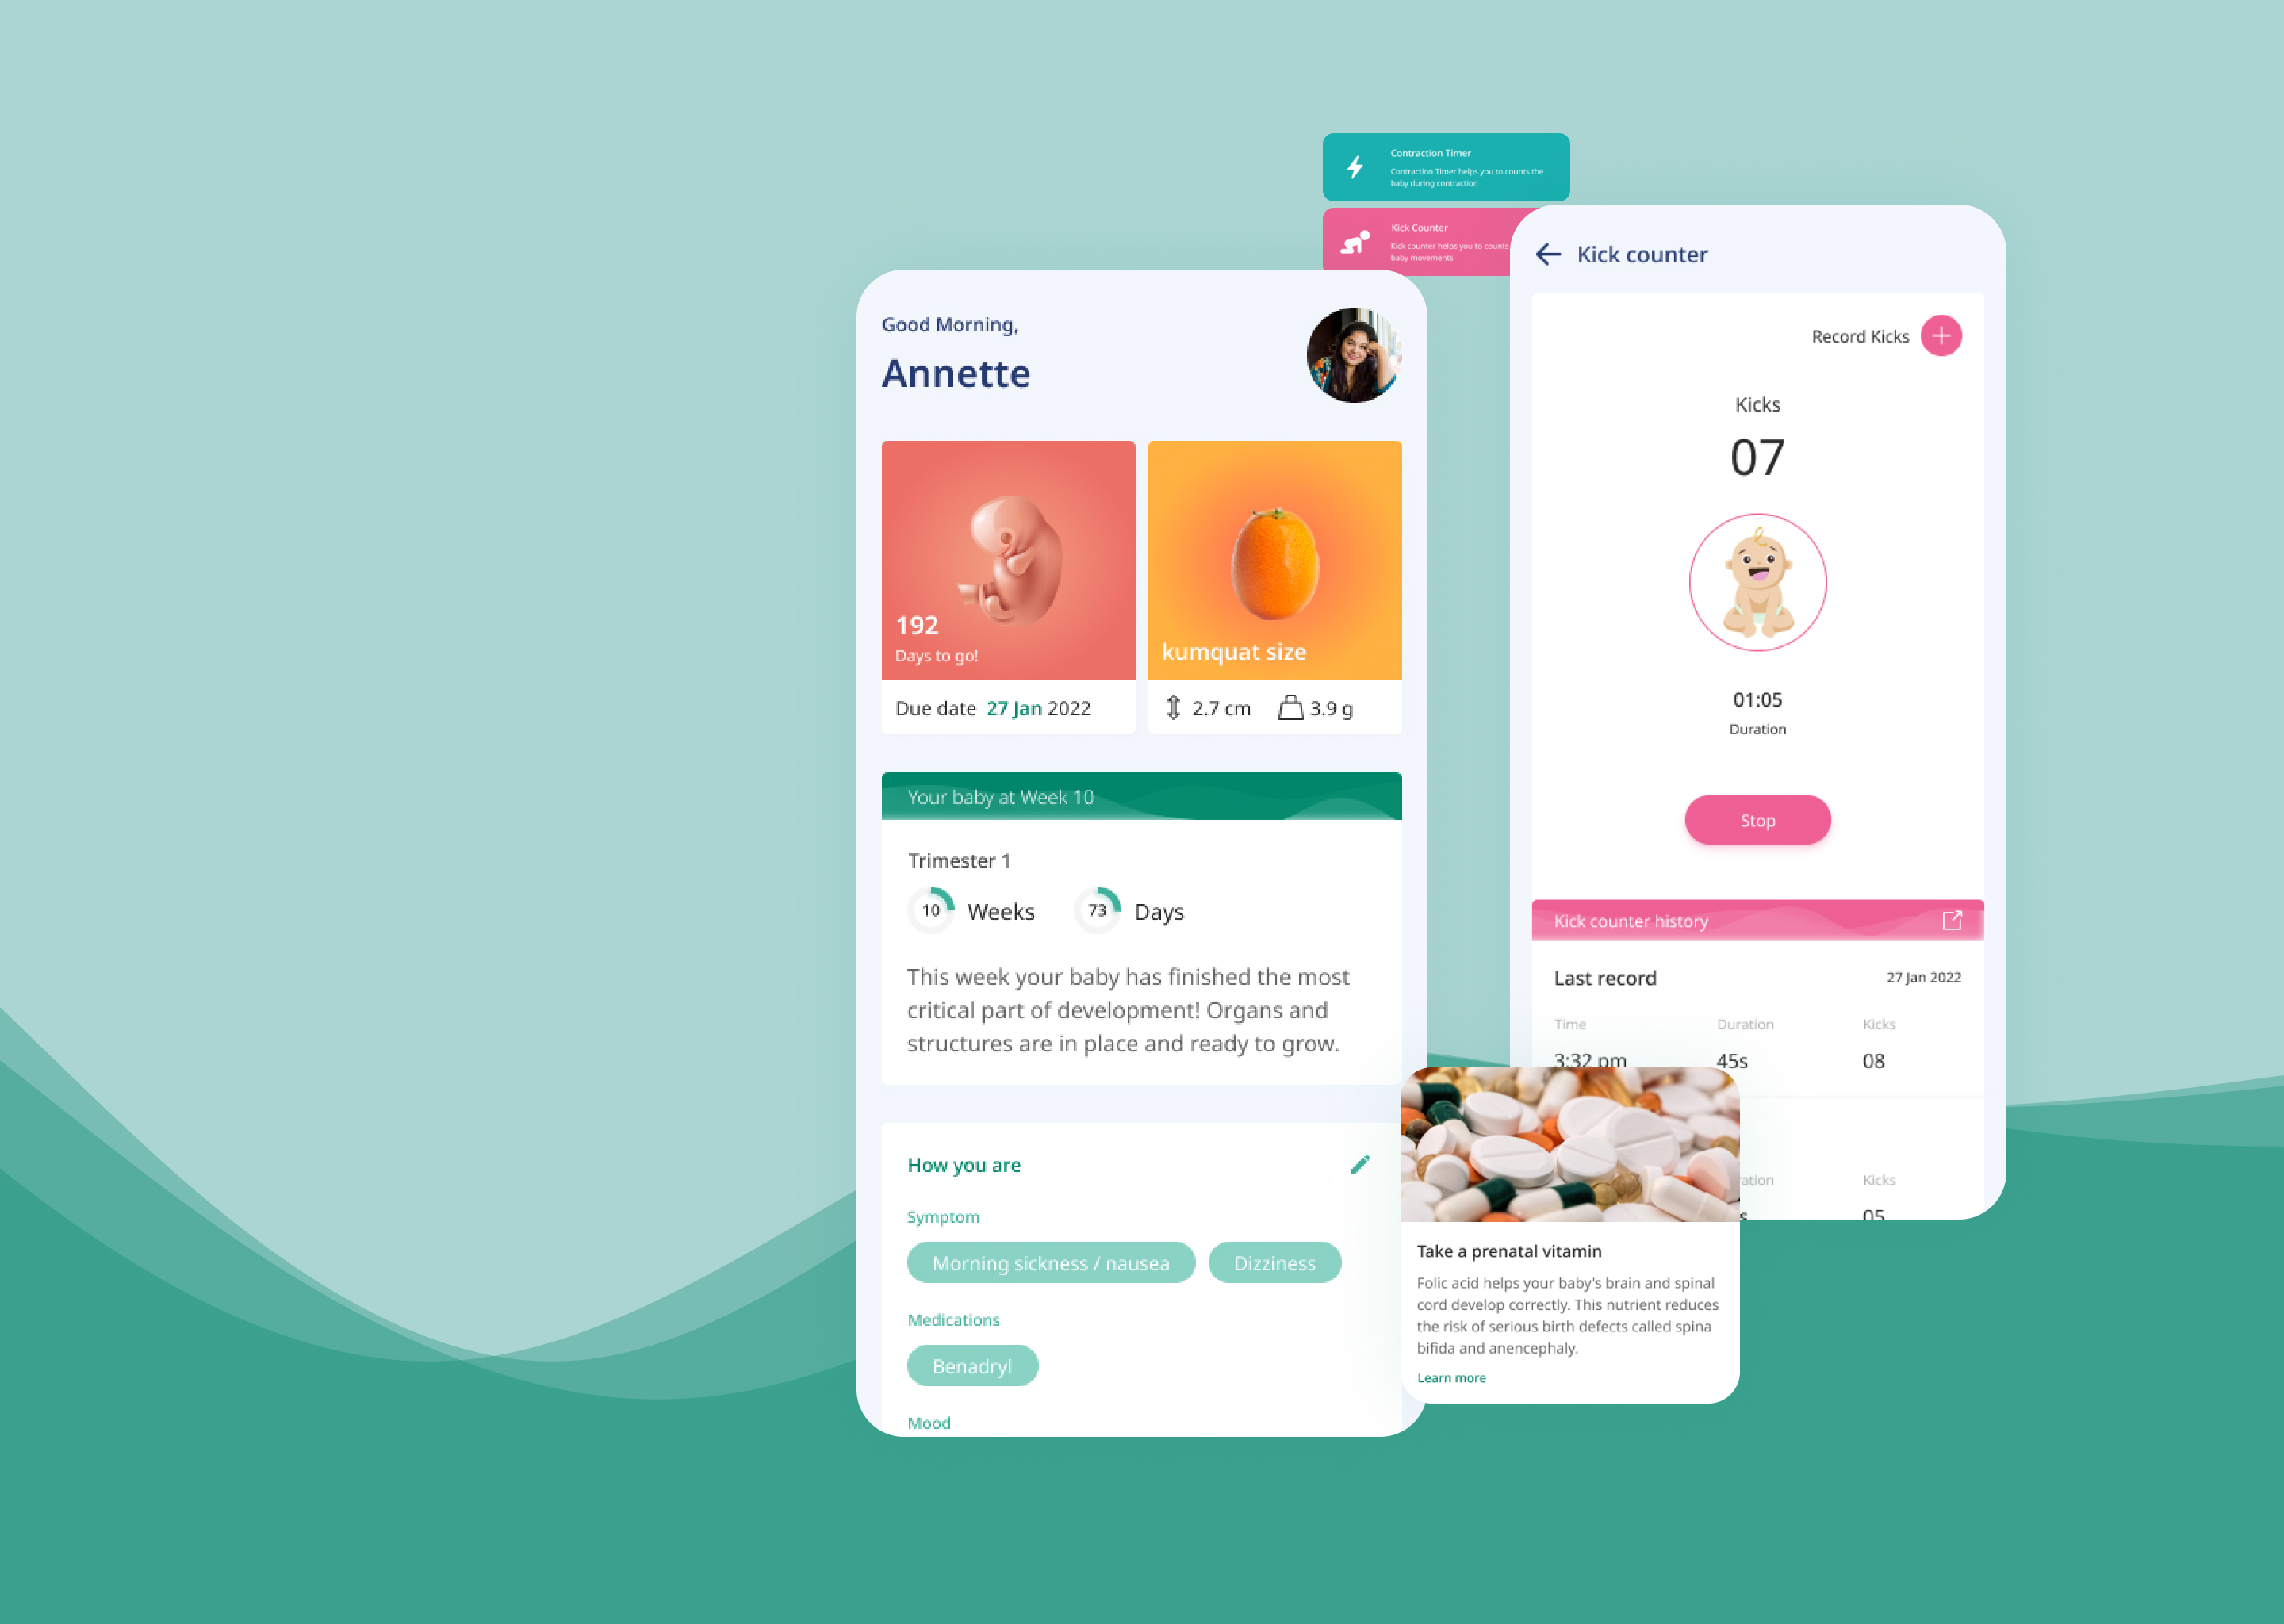 Contraction Timer
Contraction Timer helps you to counts the
baby during contraction
Kick Counter
Kick counter helps you to counts
baby movements
Good Morning,
Annette
192
Days to go!
Due date 27 Jan 2022
kumquat size
2.7 cm 3.9 g
Your baby at Week 10
Trimester 1
10 Weeks 73 Days
This week your baby has finished the most
critical part of development! Organs and
structures are in place and ready to grow.
How you are
Symptom
Morning sickness / nausea Dizziness
Medications
Benadryl
Mood
Kick counter
Record Kicks
Kicks
07
01:05
Duration
Stop
Kick counter history
Last record 27 Jan 2022
Time Duration Kicks
3:32 pm 45s 08
Kicks
05
Take a prenatal vitamin
Folic acid helps your baby's brain and spinal
cord develop correctly. This nutrient reduces
the risk of serious birth defects called spina
bifida and anencephaly.
Learn more